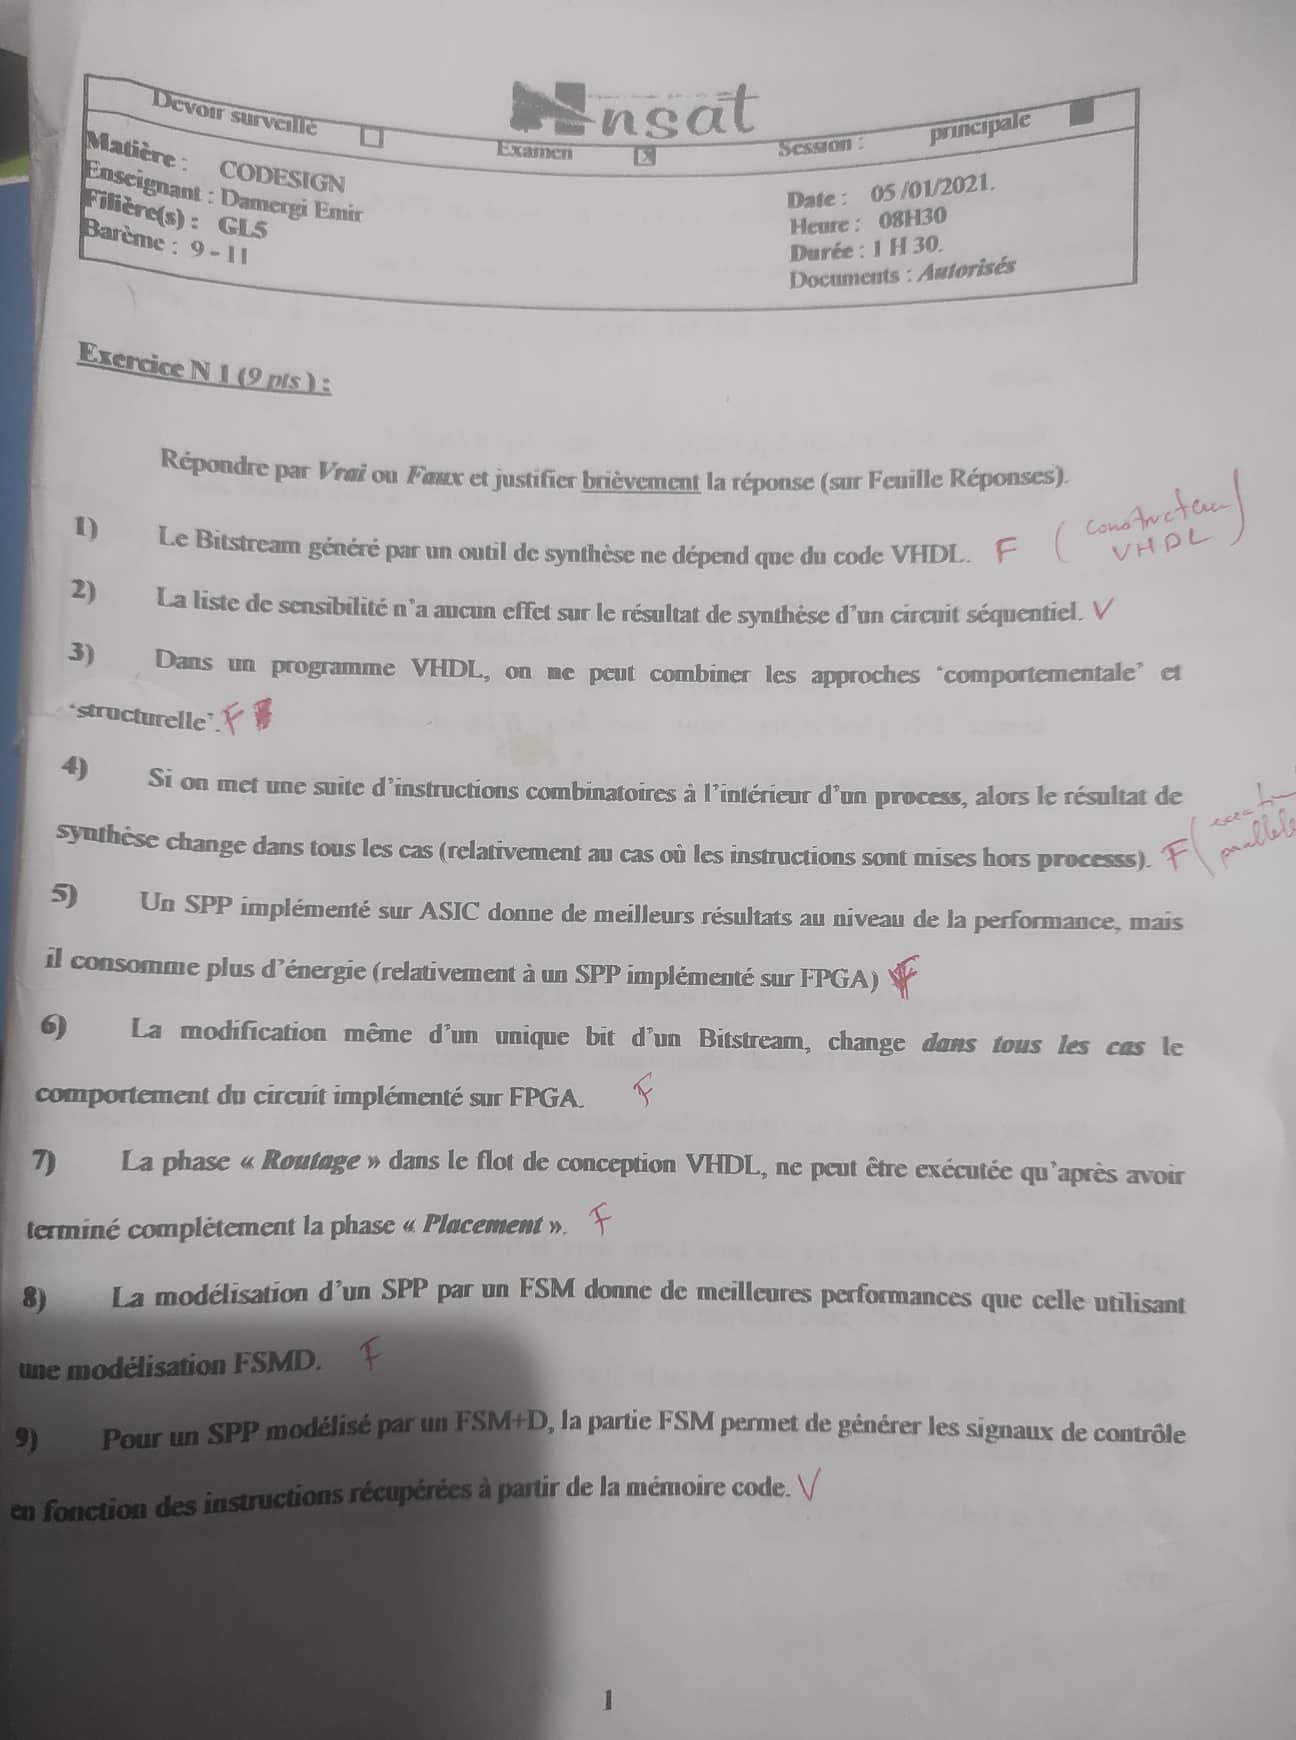 Devoir surveillé
nsat
Examen
Session : principale
Matière : CODESIGN
Enseignant : Damergi Emir
Filière(s) : GL5
Barème : 9 - 11
Date : 05 /01/2021.
Heure : 08H30
Durée : 1 H 30.
Documents : Autorisés
Exercice N 1 (9 pts) :
Répondre par Vrai ou Faux et justifier brièvement la réponse (sur Feuille Réponses).
1) Le Bitstream généré par un outil de synthèse ne dépend que du code VHDL. F (constructeur
VHDL)
2) La liste de sensibilité n'a aucun effet sur le résultat de synthèse d'un circuit séquentiel. V
3) Dans un programme VHDL, on ne peut combiner les approches ‘comportementale’ et
‘structurelle’. F
4) Si on met une suite d'instructions combinatoires à l'intérieur d'un process, alors le résultat de
synthèse change dans tous les cas (relativement au cas où les instructions sont mises hors processs). F (
parallèle
5) Un SPP implémenté sur ASIC donne de meilleurs résultats au niveau de la performance, mais
il consomme plus d'énergie (relativement à un SPP implémenté sur FPGA) F
6) La modification même d'un unique bit d'un Bitstream, change dans tous les cas le
comportement du circuit implémenté sur FPGA. F
7) La phase « Routage » dans le flot de conception VHDL, ne peut être exécutée qu'après avoir
terminé complètement la phase « Placement ». F
8) La modélisation d'un SPP par un FSM donne de meilleures performances que celle utilisant
une modélisation FSMD. F
9) Pour un SPP modélisé par un FSM+D, la partie FSM permet de générer les signaux de contrôle
en fonction des instructions récupérées à partir de la mémoire code. V
1